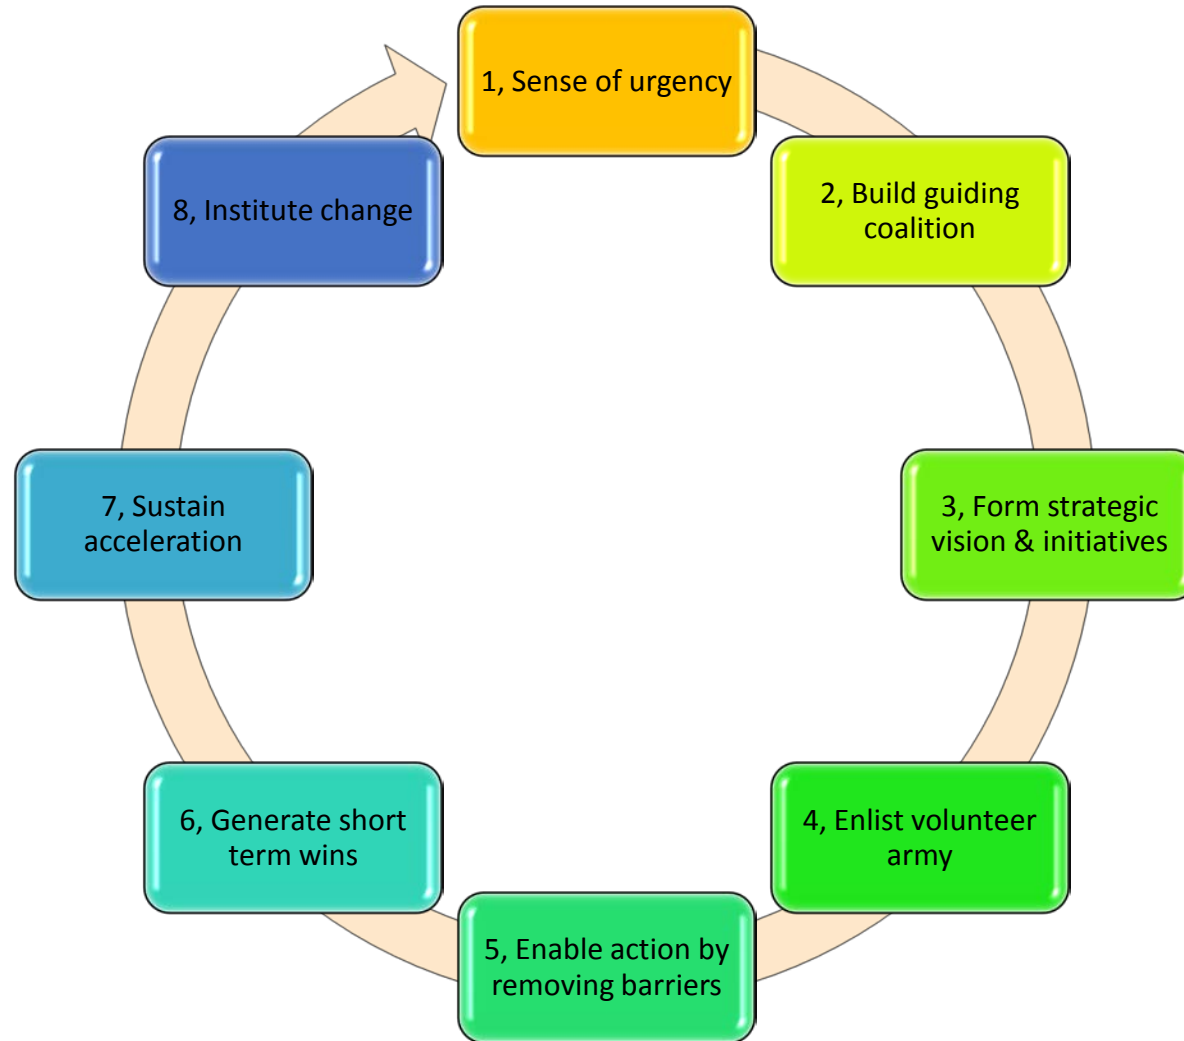 1, Sense of urgency
2, Build guiding
coalition
3, Form strategic
vision & initiatives
4, Enlist volunteer
army
5, Enable action by
removing barriers
6, Generate short
term wins
7, Sustain
acceleration
8, Institute change